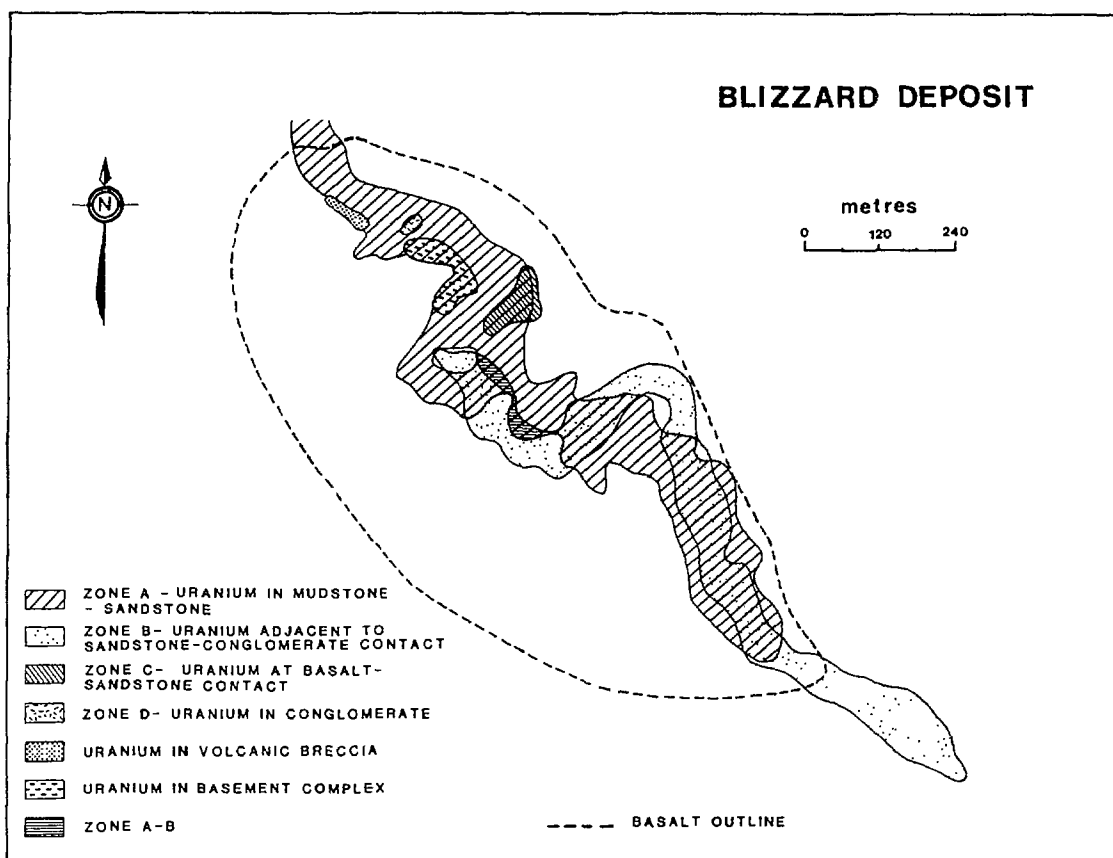 BLIZZARD DEPOSIT
N
metres
0 120 240
ZONE A - URANIUM IN MUDSTONE
- SANDSTONE
ZONE B- URANIUM ADJACENT TO
SANDSTONE-CONGLOMERATE CONTACT
ZONE C- URANIUM AT BASALT-
SANDSTONE CONTACT
ZONE D- URANIUM IN CONGLOMERATE
URANIUM IN VOLCANIC BRECCIA
URANIUM IN BASEMENT COMPLEX
ZONE A-B
BASALT OUTLINE